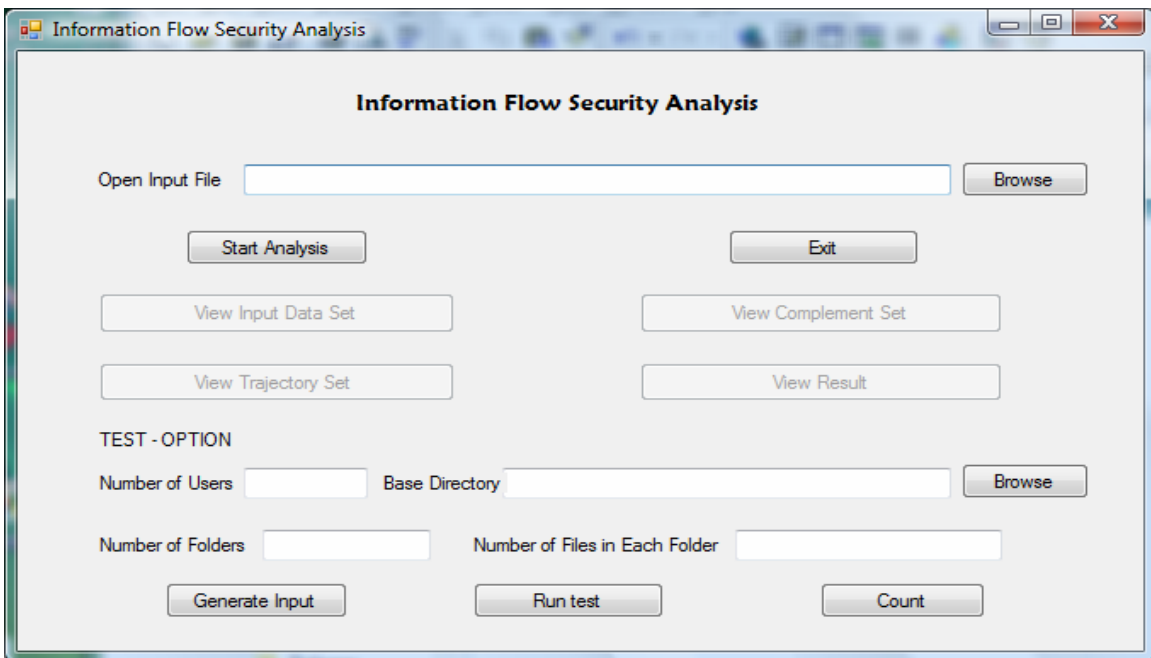 Information Flow Security Analysis
Information Flow Security Analysis
Open Input File Browse
Start Analysis Exit
View Input Data Set View Complement Set
View Trajectory Set View Result
TEST - OPTION
Number of Users Base Directory Browse
Number of Folders Number of Files in Each Folder
Generate Input Run test Count